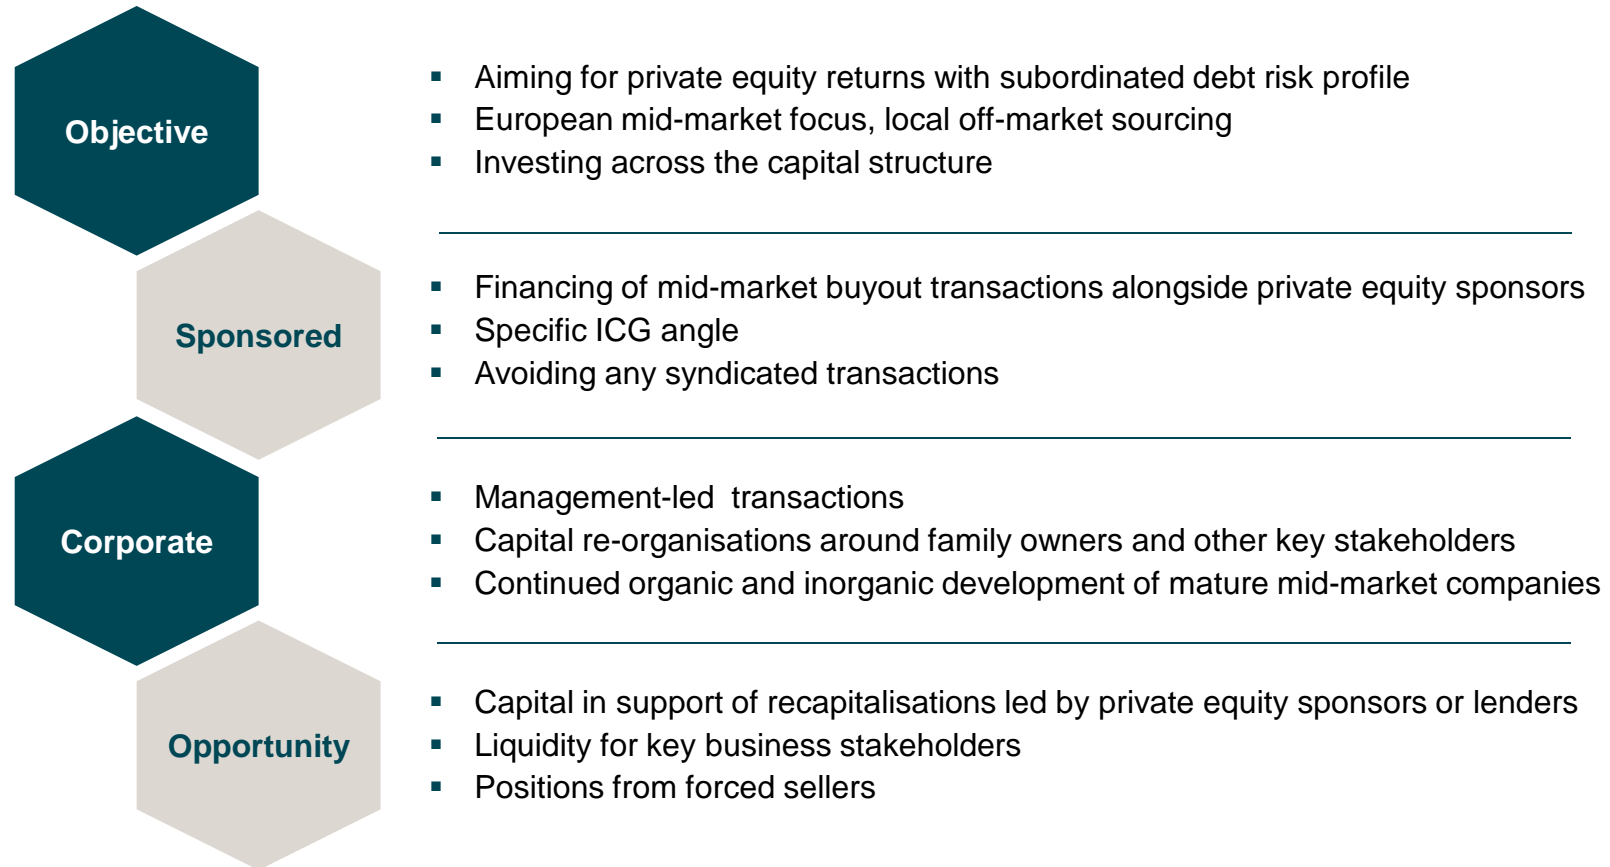 Objective
▪ Aiming for private equity returns with subordinated debt risk profile
▪ European mid-market focus, local off-market sourcing
▪ Investing across the capital structure
Sponsored
▪ Financing of mid-market buyout transactions alongside private equity sponsors
▪ Specific ICG angle
▪ Avoiding any syndicated transactions
Corporate
▪ Management-led  transactions
▪ Capital re-organisations around family owners and other key stakeholders
▪ Continued organic and inorganic development of mature mid-market companies
Opportunity
▪ Capital in support of recapitalisations led by private equity sponsors or lenders
▪ Liquidity for key business stakeholders
▪ Positions from forced sellers